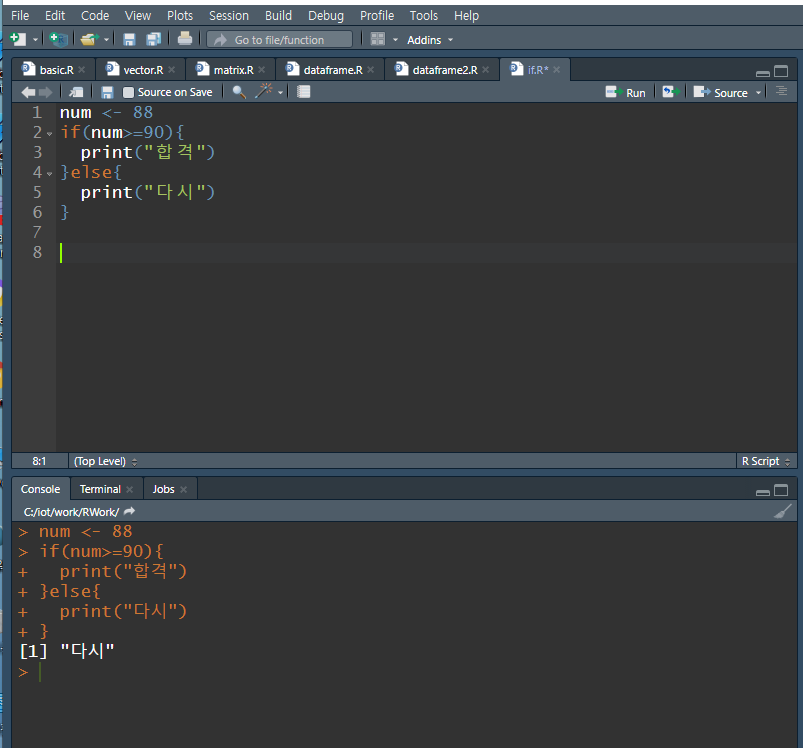 File Edit Code View Plots Session Build Debug Profile Tools Help
Go to file/function Addins
basic.R vector.R matrix.R dataframe.R dataframe2.R if.R*
Source on Save Run Source
1 num <- 88
2 if(num>=90){
3 print("합격")
4 }else{
5 print("다시")
6 }
7
8
8:1 (Top Level) R Script
Console Terminal Jobs
C:/iot/work/RWork/
> num <- 88
> if(num>=90){
+ print("합격")
+ }else{
+ print("다시")
+ }
[1] "다시"
>